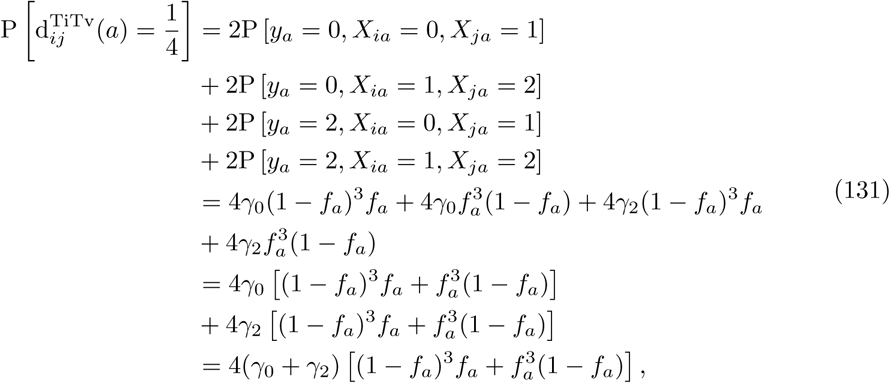 P [ d_{ij}^{TiTv}(a) = 1/4 ] = 2P [y_a = 0, X_{ia} = 0, X_{ja} = 1]
+ 2P [y_a = 0, X_{ia} = 1, X_{ja} = 2]
+ 2P [y_a = 2, X_{ia} = 0, X_{ja} = 1]
+ 2P [y_a = 2, X_{ia} = 1, X_{ja} = 2]
= 4γ_0(1 − f_a)^3 f_a + 4γ_0 f_a^3(1 − f_a) + 4γ_2(1 − f_a)^3 f_a (131)
+ 4γ_2 f_a^3(1 − f_a)
= 4γ_0 [(1 − f_a)^3 f_a + f_a^3(1 − f_a)]
+ 4γ_2 [(1 − f_a)^3 f_a + f_a^3(1 − f_a)]
= 4(γ_0 + γ_2) [(1 − f_a)^3 f_a + f_a^3(1 − f_a)] ,